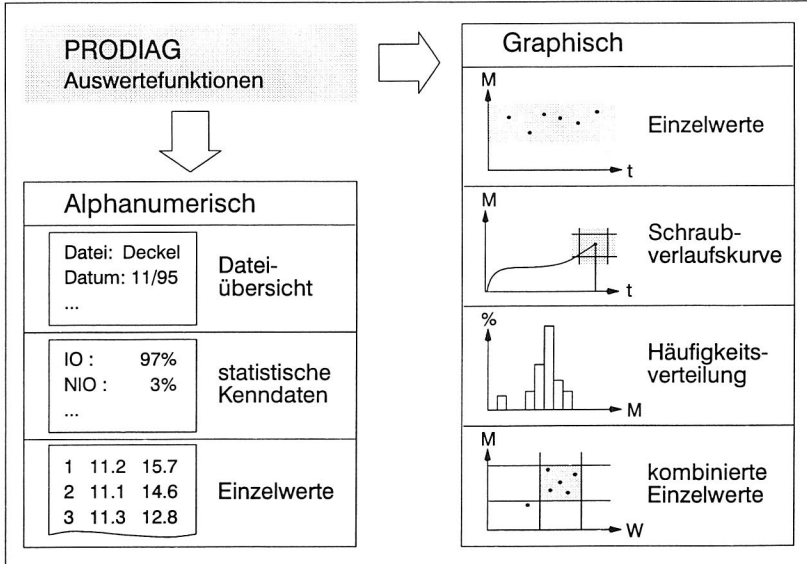 PRODIAG
Auswertefunktionen
Alphanumerisch
Datei: Deckel
Datum: 11/95
...
Datei-
übersicht
IO : 97%
NIO : 3%
...
statistische
Kenndaten
1 11.2 15.7
2 11.1 14.6
3 11.3 12.8
Einzelwerte
Graphisch
M
t
Einzelwerte
M
t
Schraub-
verlaufskurve
%
M
Häufigkeits-
verteilung
M
W
kombinierte
Einzelwerte